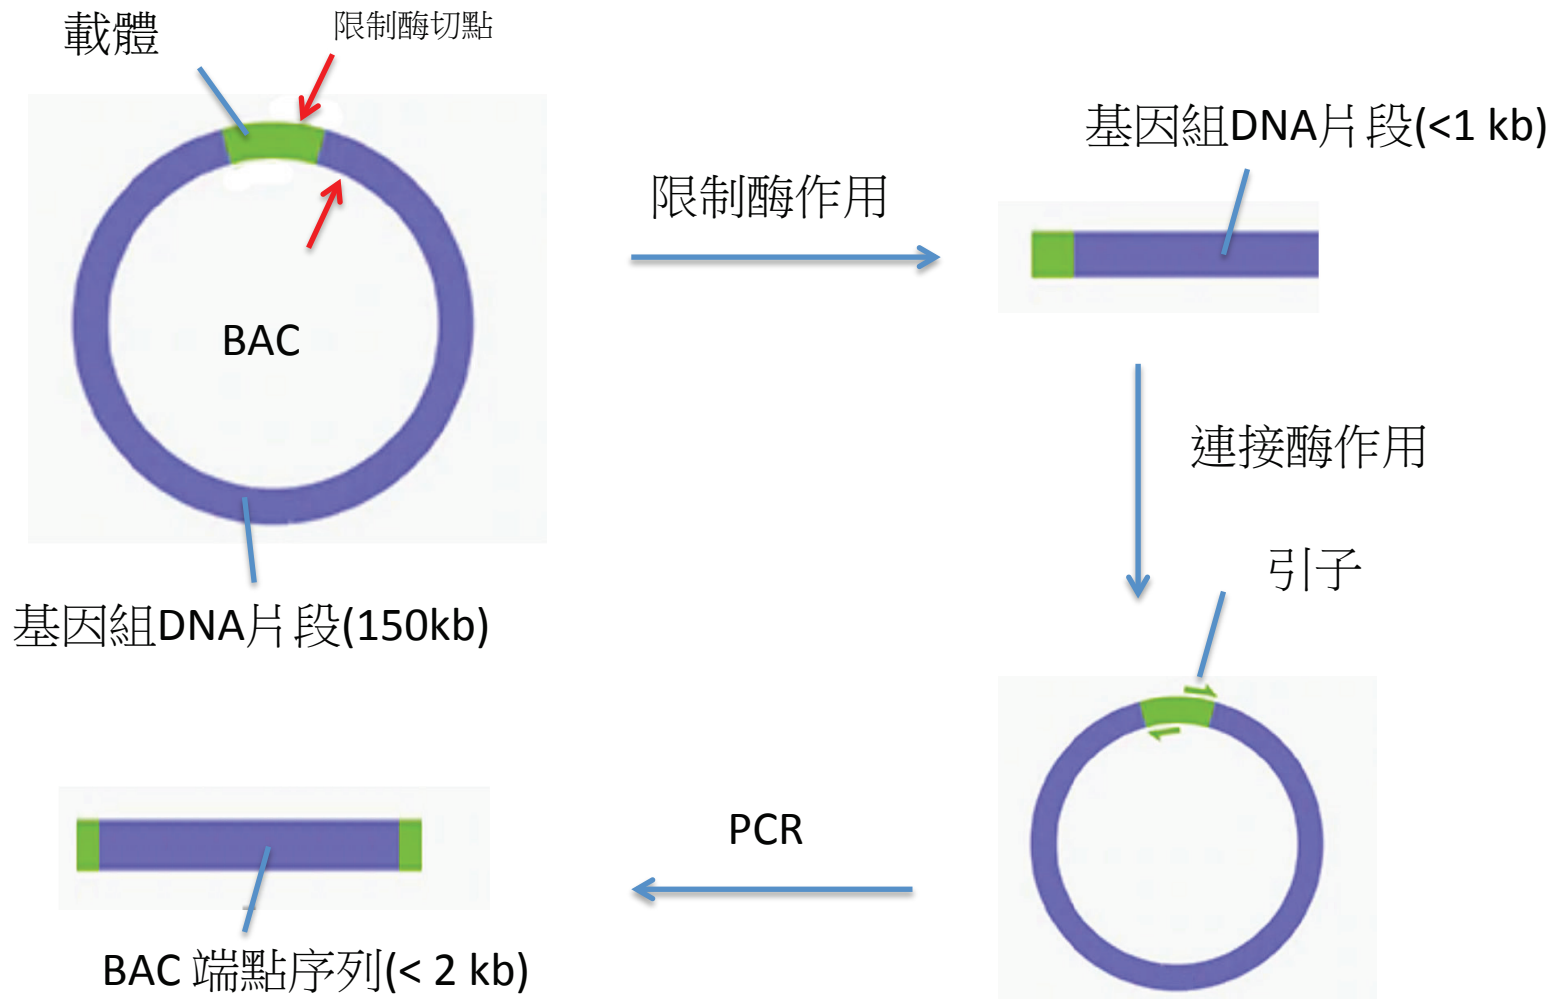 載體
限制酶切點
BAC
基因組DNA片段(150kb)
限制酶作用
基因組DNA片段(<1 kb)
連接酶作用
引子
PCR
BAC 端點序列(< 2 kb)